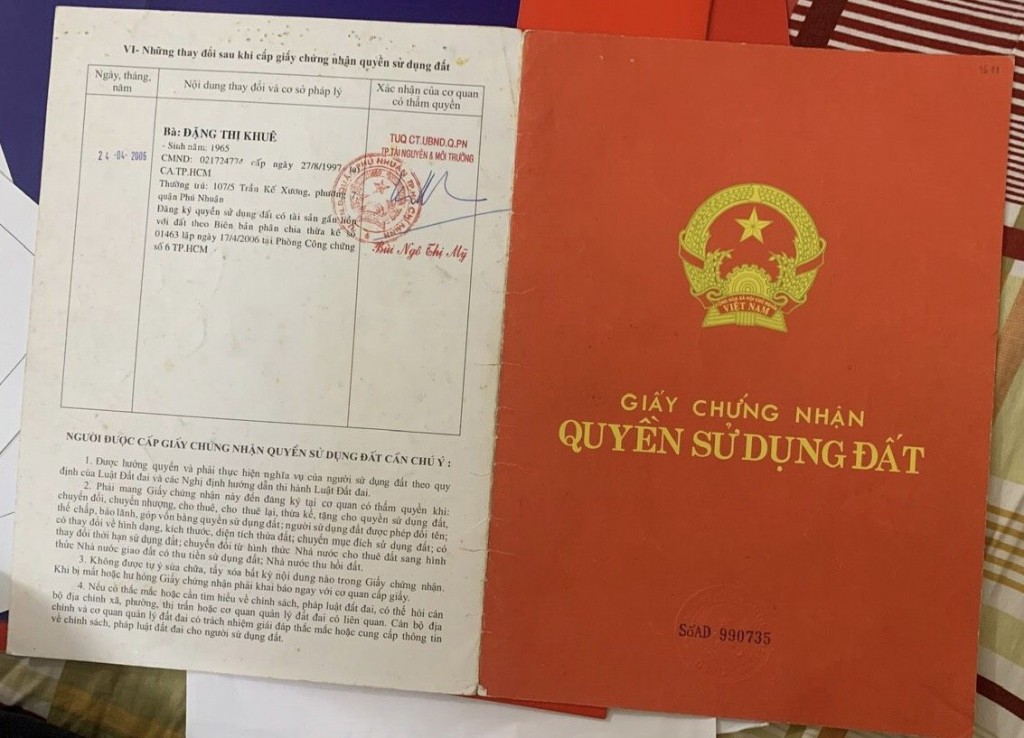 VI- Những thay đổi sau khi cấp giấy chứng nhận quyền sử dụng đất
Ngày, tháng, năm
Nội dung thay đổi và cơ sở pháp lý
Xác nhận của cơ quan có thẩm quyền
24 -04- 2006
Bà: ĐẶNG THỊ KHUÊ
- Sinh năm: 1965
CMND: 02172477 cấp ngày 27/8/1997
CA.TP.HCM
Thường trú: 107/5 Trần Kế Xương, phường 7
quận Phú Nhuận
Đăng ký quyền sử dụng đất có tài sản gắn liền
với đất theo Biên bản phân chia thừa kế số
01463 lập ngày 17/4/2006 tại Phòng Công chứng
số 6 TP.HCM
TUQ CT.UBND.Q.PN
TP.TÀI NGUYÊN & MÔI TRƯỜNG
Bùi Ngô Thị Mỹ
NGƯỜI ĐƯỢC CẤP GIẤY CHỨNG NHẬN QUYỀN SỬ DỤNG ĐẤT CẦN CHÚ Ý :
1. Được hưởng quyền và phải thực hiện nghĩa vụ của người sử dụng đất theo quy
định của Luật Đất đai và các Nghị định hướng dẫn thi hành Luật Đất đai.
2. Phải mang Giấy chứng nhận này đến đăng ký tại cơ quan có thẩm quyền khi:
chuyển đổi, chuyển nhượng, cho thuê, cho thuê lại, thừa kế, tặng cho quyền sử dụng đất,
thế chấp, bảo lãnh, góp vốn bằng quyền sử dụng đất; người sử dụng đất được phép đổi tên;
có thay đổi về hình dạng, kích thước, diện tích thửa đất; chuyển mục đích sử dụng đất; có
thay đổi thời hạn sử dụng đất; chuyển đổi từ hình thức Nhà nước cho thuê đất sang hình
thức Nhà nước giao đất có thu tiền sử dụng đất; Nhà nước thu hồi đất.
3. Không được tự ý sửa chữa, tẩy xóa bất kỳ nội dung nào trong Giấy chứng nhận.
Khi bị mất hoặc hư hỏng Giấy chứng nhận phải khai báo ngay với cơ quan cấp giấy.
4. Nếu có thắc mắc hoặc cần tìm hiểu về chính sách, pháp luật đất đai, có thể hỏi cán
bộ địa chính xã, phường, thị trấn hoặc cơ quan quản lý đất đai có liên quan. Cán bộ địa
chính và cơ quan quản lý đất đai có trách nhiệm giải đáp thắc mắc hoặc cung cấp thông tin
về chính sách, pháp luật đất đai cho người sử dụng đất.
VIỆT NAM
GIẤY CHỨNG NHẬN
QUYỀN SỬ DỤNG ĐẤT
Số AD 990735